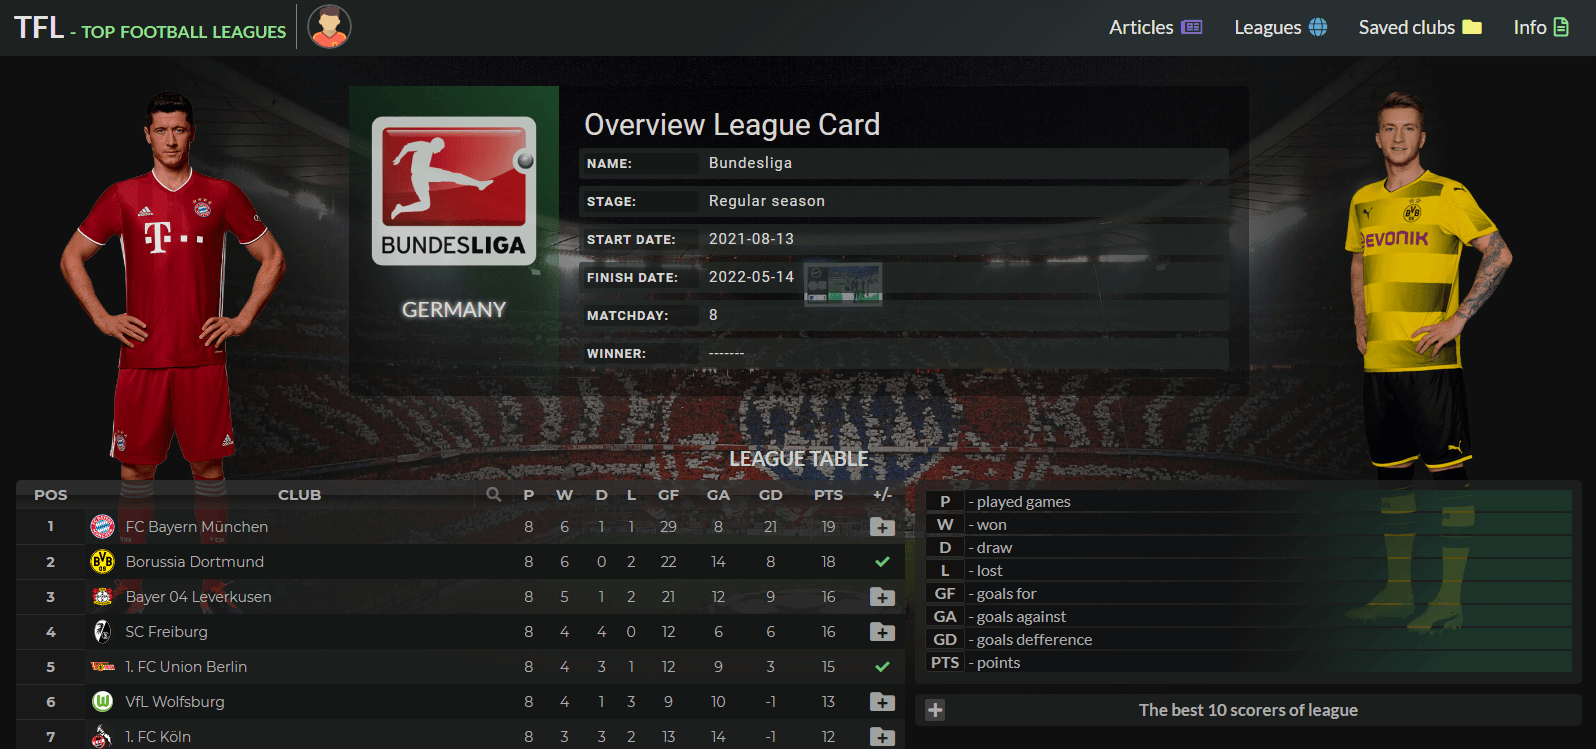 TFL - TOP FOOTBALL LEAGUES
Articles
Leagues
Saved clubs
Info
BUNDESLIGA
GERMANY
Overview League Card
NAME: Bundesliga
STAGE: Regular season
START DATE: 2021-08-13
FINISH DATE: 2022-05-14
MATCHDAY: 8
WINNER: -------
T
EVONIK
BVB
09
LEAGUE TABLE
POS CLUB P W D L GF GA GD PTS +/-
1 FC Bayern München 8 6 1 1 29 8 21 19
2 Borussia Dortmund 8 6 0 2 22 14 8 18
3 Bayer 04 Leverkusen 8 5 1 2 21 12 9 16
4 SC Freiburg 8 4 4 0 12 6 6 16
5 1. FC Union Berlin 8 4 3 1 12 9 3 15
6 VfL Wolfsburg 8 4 1 3 9 10 -1 13
7 1. FC Köln 8 3 3 2 13 14 -1 12
P - played games
W - won
D - draw
L - lost
GF - goals for
GA - goals against
GD - goals defference
PTS - points
The best 10 scorers of league